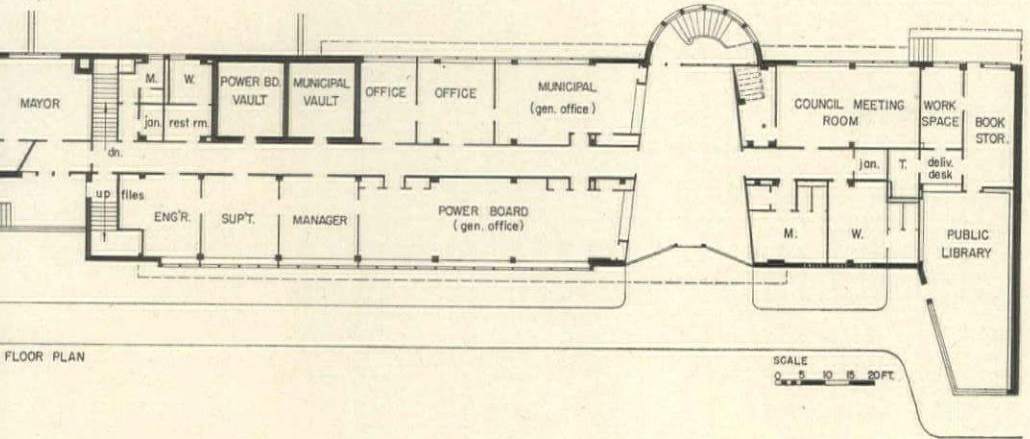 MAYOR
M.
W.
jan.
rest rm.
POWER BD.
VAULT
MUNICIPAL
VAULT
OFFICE
OFFICE
MUNICIPAL
(gen. office)
COUNCIL MEETING
ROOM
WORK
SPACE
BOOK
STOR.
dn.
jan.
T.
deliv.
desk
up
files
ENG'R.
SUP'T.
MANAGER
POWER BOARD
(gen. office)
M.
W.
PUBLIC
LIBRARY
FLOOR PLAN
SCALE
0 5 10 15 20 FT.